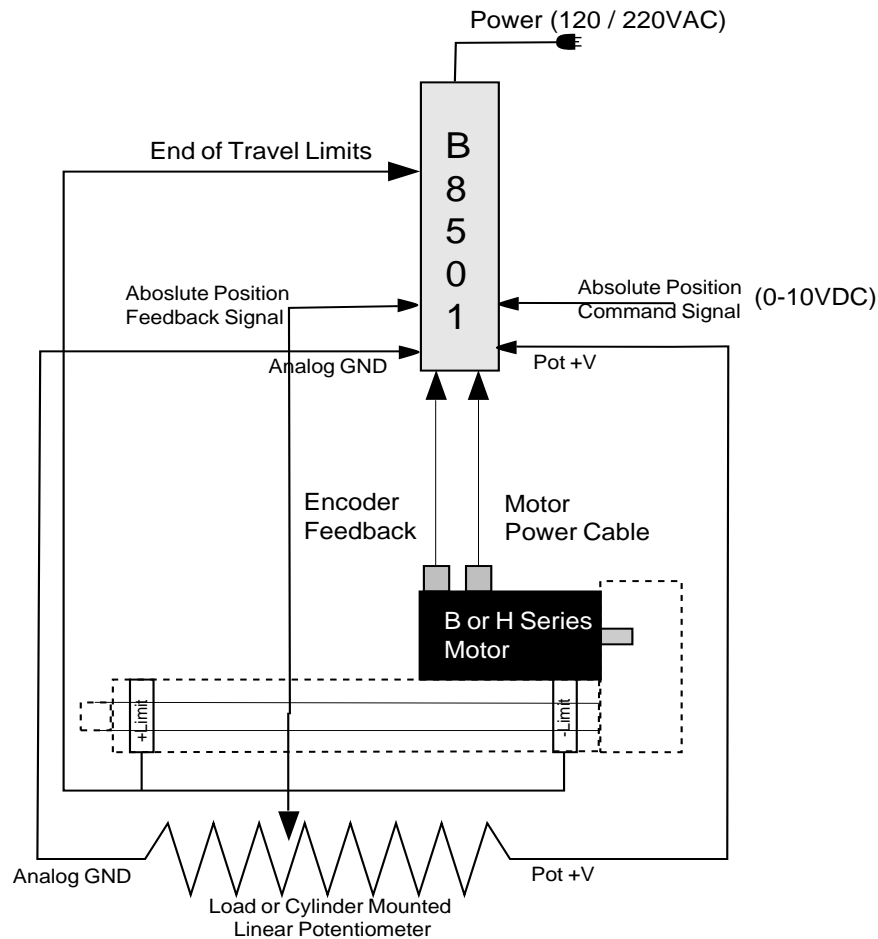 Power (120 / 220VAC)
B
8
5
0
1
End of Travel Limits
Aboslute Position
Feedback Signal
Absolute Position
Command Signal
(0-10VDC)
Analog GND
Pot +V
Encoder
Feedback
Motor
Power Cable
B or H Series
Motor
+Limit
-Limit
Analog GND
Pot +V
Load or Cylinder Mounted
Linear Potentiometer